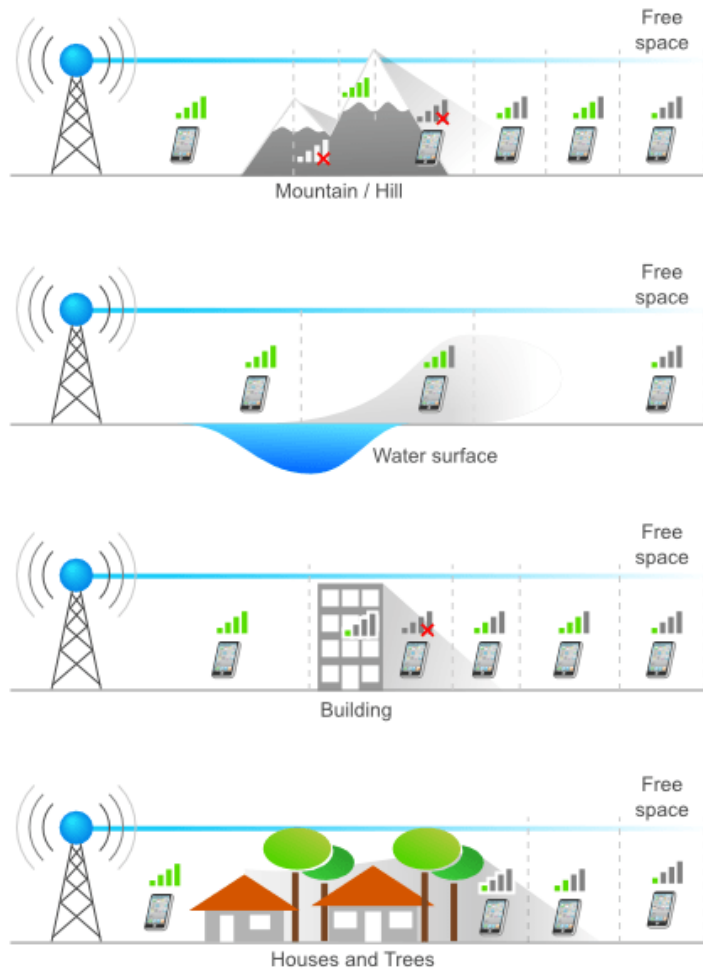 Free
space
Mountain / Hill
Free
space
Water surface
Free
space
Building
Free
space
Houses and Trees